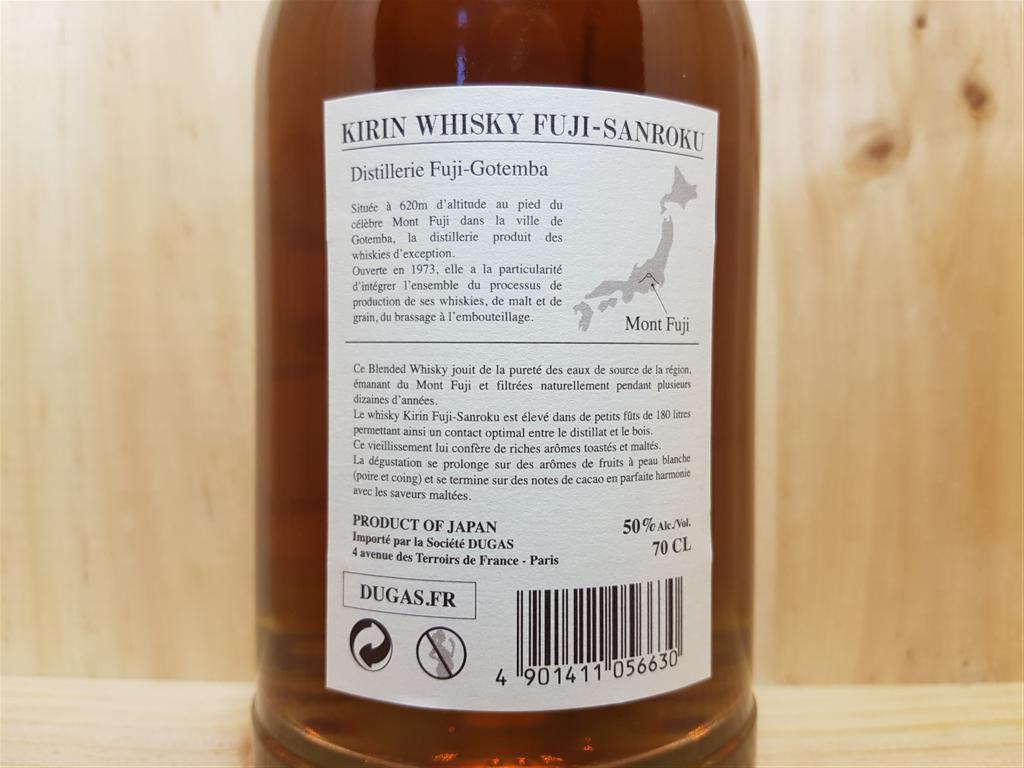 KIRIN WHISKY FUJI-SANROKU
Distillerie Fuji-Gotemba
Située à 620m d'altitude au pied du
célèbre Mont Fuji dans la ville de
Gotemba, la distillerie produit des
whiskies d'exception.
Ouverte en 1973, elle a la particularité
d'intégrer l'ensemble du processus de
production de ses whiskies, de malt et de
grain, du brassage à l'embouteillage.
Mont Fuji
Ce Blended Whisky jouit de la pureté des eaux de source de la région,
émanant du Mont Fuji et filtrées naturellement pendant plusieurs
dizaines d'années.
Le whisky Kirin Fuji-Sanroku est élevé dans de petits fûts de 180 litres
permettant ainsi un contact optimal entre le distillat et le bois.
Ce vieillissement lui confère de riches arômes toastés et maltés.
La dégustation se prolonge sur des arômes de fruits à peau blanche
(poire et coing) et se termine sur des notes de cacao en parfaite harmonie
avec les saveurs maltées.
PRODUCT OF JAPAN
Importé par la Société DUGAS
4 avenue des Terroirs de France - Paris
50% Alc./Vol.
70 CL
DUGAS.FR
4 901411 056630